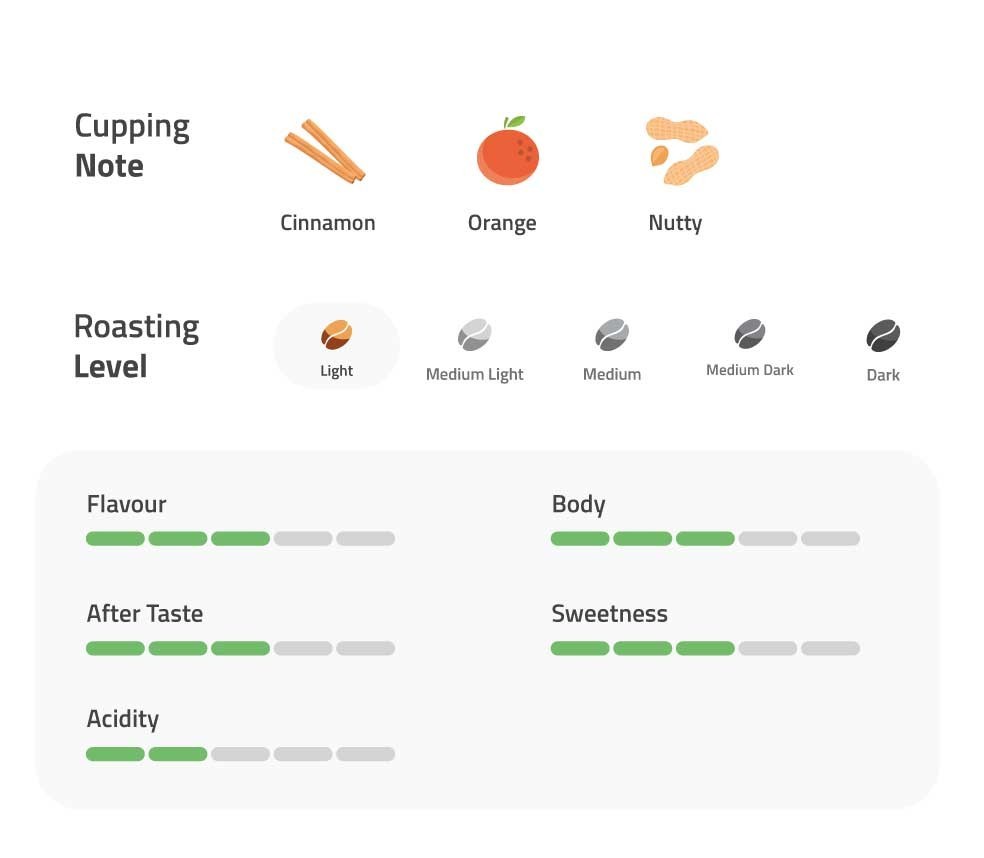 Cupping
Note
Cinnamon
Orange
Nutty
Roasting
Level
Light
Medium Light
Medium
Medium Dark
Dark
Flavour
Body
After Taste
Sweetness
Acidity